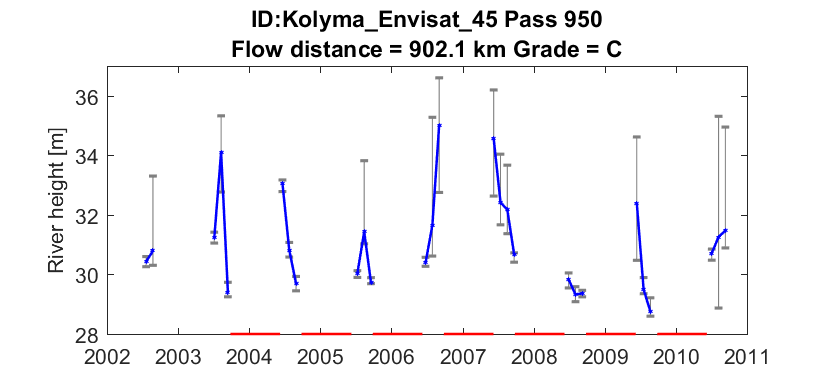 ID:Kolyma_Envisat_45 Pass 950
Flow distance = 902.1 km Grade = C
River height [m]
36
34
32
30
28
2002 2003 2004 2005 2006 2007 2008 2009 2010 2011